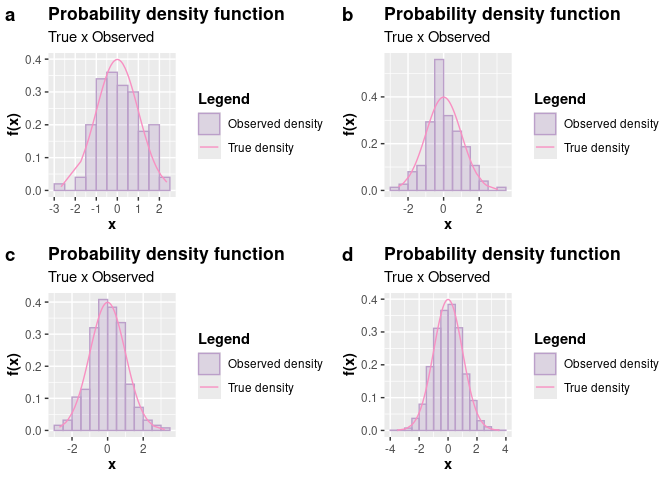 a
Probability density function
True x Observed
f(x)
0.4
0.3
0.2
0.1
0.0
-3 -2 -1 0 1 2
x
Legend
Observed density
True density
b
Probability density function
True x Observed
f(x)
0.4
0.2
0.0
-2 0 2
x
Legend
Observed density
True density
c
Probability density function
True x Observed
f(x)
0.4
0.3
0.2
0.1
0.0
-2 0 2
x
Legend
Observed density
True density
d
Probability density function
True x Observed
f(x)
0.4
0.3
0.2
0.1
0.0
-4 -2 0 2 4
x
Legend
Observed density
True density